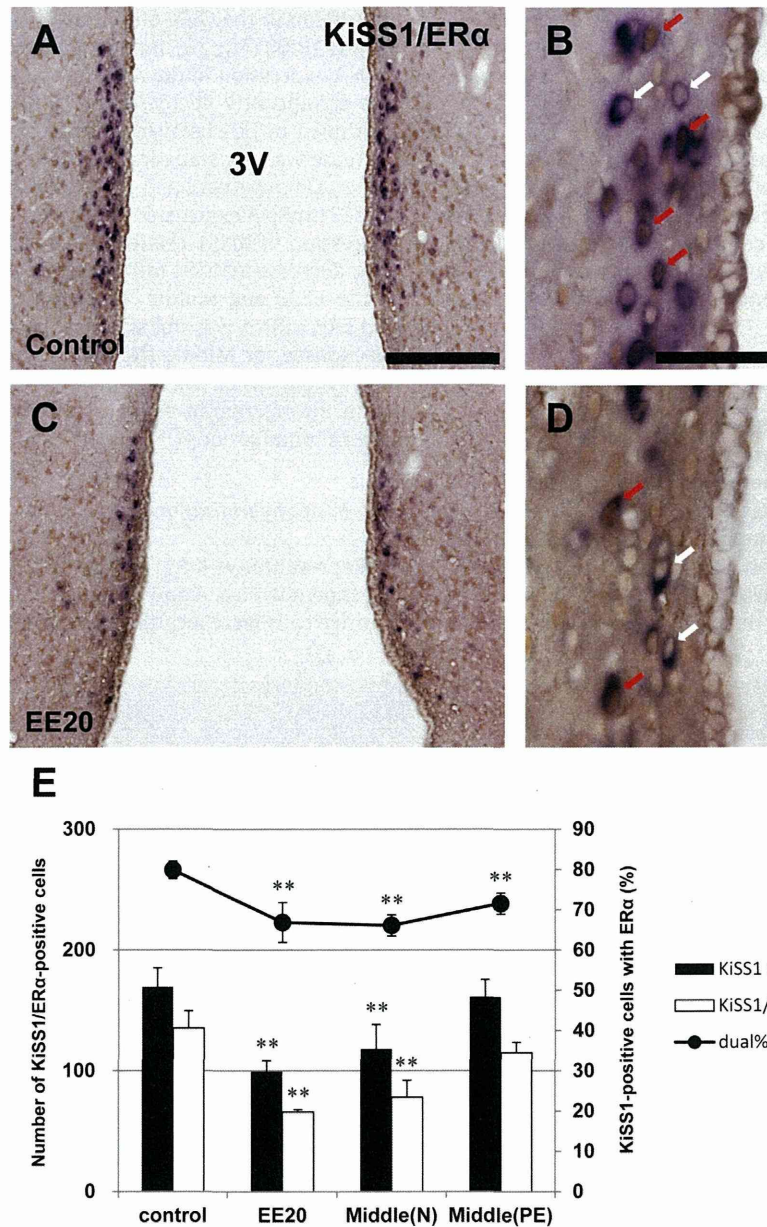 A
KiSS1/ERα
3V
Control
B
C
EE20
D
E
Number of KiSS1/ERα-positive cells
300
200
100
0
** ** **
** ** ** **
control EE20 Middle(N) Middle(PE)
90
80
70
60
50
40
30
20
10
0
KiSS1-positive cells with ERα (%)
KiSS1
KiSS1/
dual%